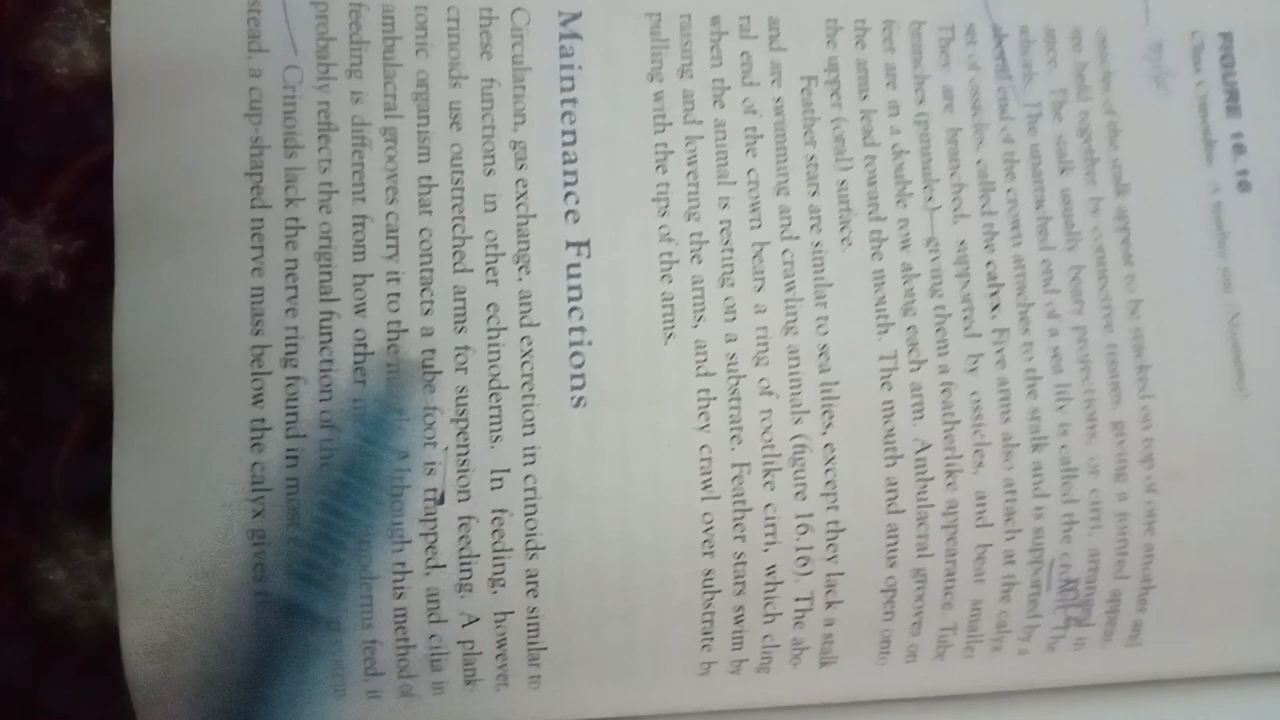 FIGURE 16.16
Class Crinoidea. A
ossicles of the stalk appear to be stacked on top of one another and
are held together by connective tissues, giving a jointed appear-
ance. The stalk usually bears projections, or cirri, arranged in
whorls. The unattached end of a sea lily is called the crown. The
aboral end of the crown attaches to the stalk and is supported by a
set of ossicles, called the calyx. Five arms also attach at the calyx.
They are branched, supported by ossicles, and bear smaller
branches (pinnules)—giving them a featherlike appearance. Tube
feet are in a double row along each arm. Ambulacral grooves on
the arms lead toward the mouth. The mouth and anus open onto
the upper (oral) surface.
Feather stars are similar to sea lilies, except they lack a stalk
and are swimming and crawling animals (figure 16.16). The abo-
ral end of the crown bears a ring of rootlike cirri, which cling
when the animal is resting on a substrate. Feather stars swim by
raising and lowering the arms, and they crawl over substrate by
pulling with the tips of the arms.
Maintenance Functions
Circulation, gas exchange, and excretion in crinoids are similar to
these functions in other echinoderms. In feeding, however,
crinoids use outstretched arms for suspension feeding. A plank-
tonic organism that contacts a tube foot is trapped, and cilia in
ambulacral grooves carry it to the Although this method of
feeding is different from how other feed, it
probably reflects the original function of the
Crinoids lack the nerve ring found in most
stead, a cup-shaped nerve mass below the calyx gives